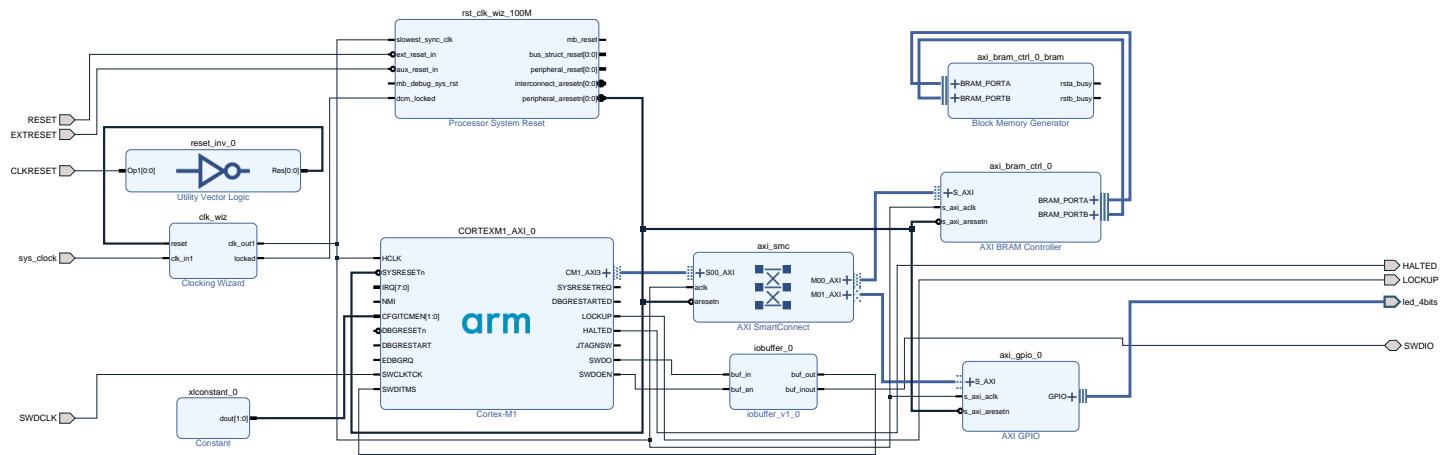 rst_clk_wiz_100M
slowest_sync_clk
ext_reset_in
aux_reset_in
mb_debug_sys_rst
dcm_locked
mb_reset
bus_struct_reset[0:0]
peripheral_reset[0:0]
interconnect_aresetn[0:0]
peripheral_aresetn[0:0]
Processor System Reset
axi_bram_ctrl_0_bram
BRAM_PORTA
BRAM_PORTB
rsta_busy
rstb_busy
Block Memory Generator
RESET
EXTRESET
CLKRESET
reset_inv_0
Op1[0:0]
Res[0:0]
Utility Vector Logic
axi_bram_ctrl_0
S_AXI
s_axi_aclk
s_axi_aresetn
BRAM_PORTA
BRAM_PORTB
AXI BRAM Controller
sys_clock
clk_wiz
reset
clk_in1
clk_out1
locked
Clocking Wizard
CORTEXM1_AXI_0
HCLK
SYSRESETn
IRQ[7:0]
NMI
CFGITCMEN[1:0]
DBGRESETn
DBGRESTART
EDBGRQ
SWCLKTCK
SWDITMS
arm
CM1_AXI3
SYSRESETREQ
DBGRESTARTED
LOCKUP
HALTED
JTAGNSW
SWDO
SWDOEN
Cortex-M1
axi_smc
S00_AXI
aclk
aresetn
M00_AXI
M01_AXI
AXI SmartConnect
HALTED
LOCKUP
led_4bits
SWDIO
iobuffer_0
buf_in
buf_en
buf_out
buf_inout
iobuffer_v1_0
axi_gpio_0
S_AXI
s_axi_aclk
s_axi_aresetn
GPIO
AXI GPIO
SWDCLK
xlconstant_0
dout[1:0]
Constant